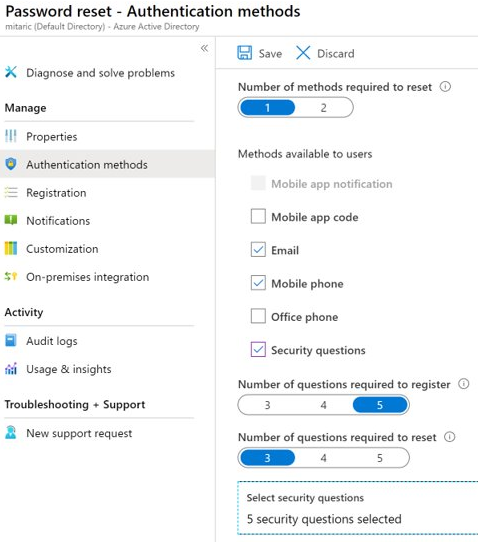 Password reset - Authentication methods
mitaric (Default Directory) - Azure Active Directory
«
Diagnose and solve problems
Manage
Properties
Authentication methods
Registration
Notifications
Customization
On-premises integration
Activity
Audit logs
Usage & insights
Troubleshooting + Support
New support request
Save Discard
Number of methods required to reset
1 2
Methods available to users
Mobile app notification
Mobile app code
Email
Mobile phone
Office phone
Security questions
Number of questions required to register
3 4 5
Number of questions required to reset
3 4 5
Select security questions
5 security questions selected